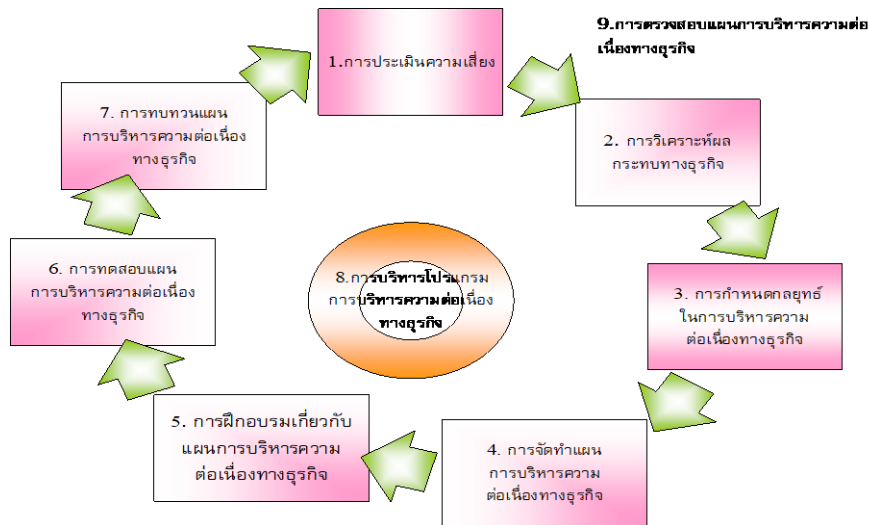 1.การประเมินความเสี่ยง
9.การตรวจสอบแผนการบริหารความต่อ
เนื่องทางธุรกิจ
2. การวิเคราะห์ผล
กระทบทางธุรกิจ
3. การกำหนดกลยุทธ์
ในการบริหารความ
ต่อเนื่องทางธุรกิจ
4. การจัดทำแผน
การบริหารความ
ต่อเนื่องทางธุรกิจ
5. การฝึกอบรมเกี่ยวกับ
แผนการบริหารความ
ต่อเนื่องทางธุรกิจ
6. การทดสอบแผน
การบริหารความต่อเนื่อง
ทางธุรกิจ
7. การทบทวนแผน
การบริหารความต่อเนื่อง
ทางธุรกิจ
8.การบริหารโปรแกรม
การบริหารความต่อเนื่อง
ทางธุรกิจ